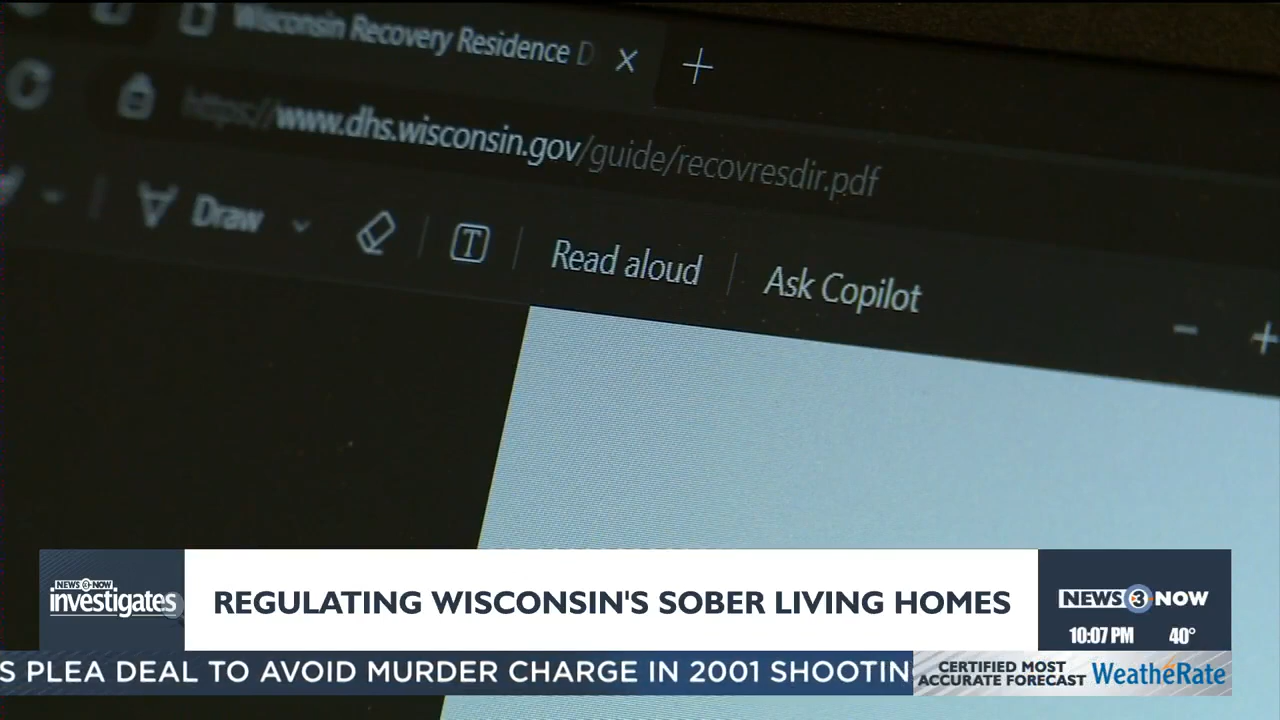 Wisconsin Recovery Residence D
https://www.dhs.wisconsin.gov/guide/recovresdir.pdf
Draw
T
Read aloud
Ask Copilot
NEWS 3 NOW
investigates
REGULATING WISCONSIN'S SOBER LIVING HOMES
NEWS 3 NOW
10:07 PM 40°
S PLEA DEAL TO AVOID MURDER CHARGE IN 2001 SHOOTIN
CERTIFIED MOST
ACCURATE FORECAST
WeatheRate